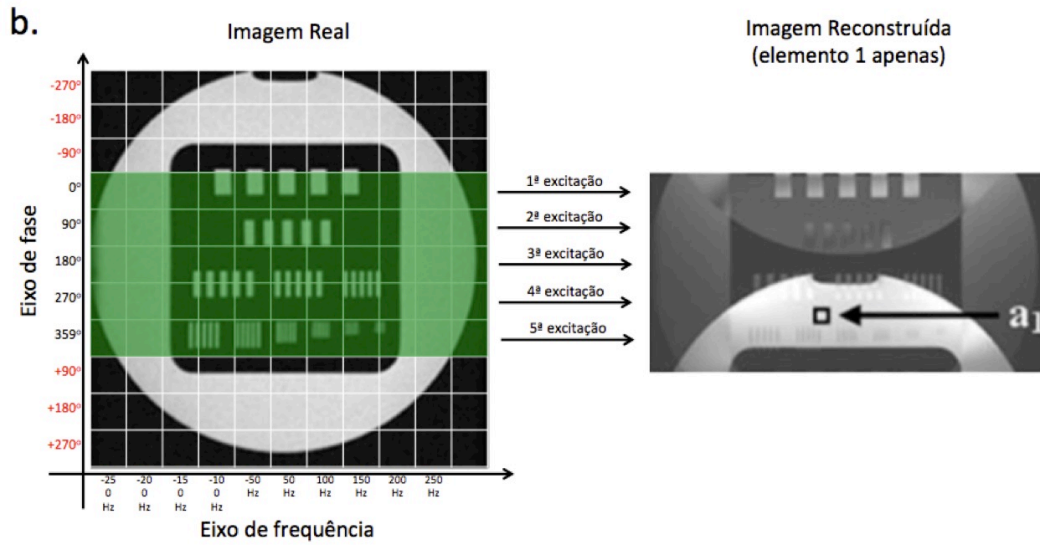 b.
Imagem Real
Imagem Reconstruída
(elemento 1 apenas)
Eixo de fase
-270º
-180º
-90º
0º
90º
180º
270º
359º
+90º
+180º
+270º
1ª excitação
2ª excitação
3ª excitação
4ª excitação
5ª excitação
a1
-25 -20 -15 -10 -50 50 100 150 200 250
0 0 0 0 Hz Hz Hz Hz Hz Hz
Hz Hz Hz Hz
Eixo de frequência